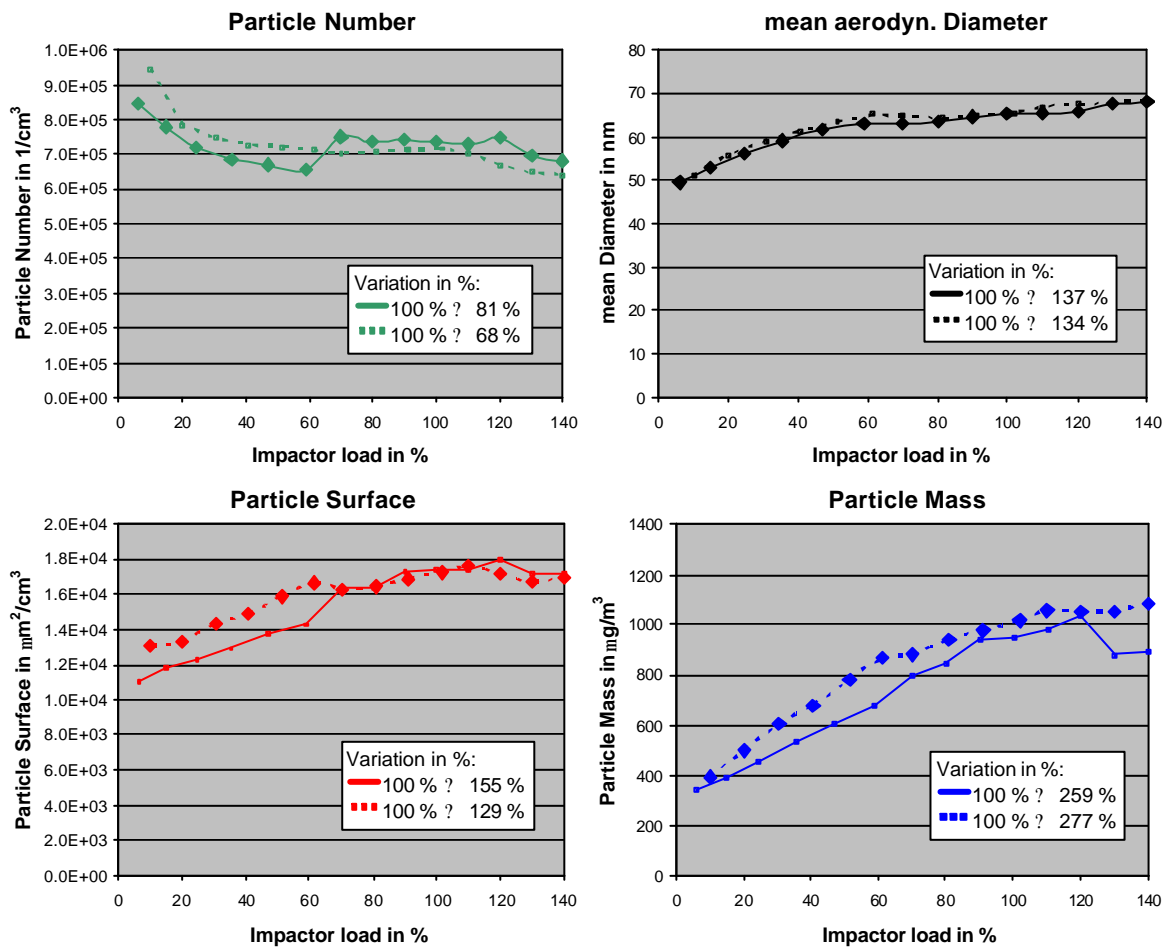 Particle Number
Particle Number in 1/cm³
1.0E+06
9.0E+05
8.0E+05
7.0E+05
6.0E+05
5.0E+05
4.0E+05
3.0E+05
2.0E+05
1.0E+05
0.0E+00
Variation in %:
100 % ? 81 %
100 % ? 68 %
0 20 40 60 80 100 120 140
Impactor load in %
mean aerodyn. Diameter
mean Diameter in nm
80
70
60
50
40
30
20
10
0
Variation in %:
100 % ? 137 %
100 % ? 134 %
0 20 40 60 80 100 120 140
Impactor load in %
Particle Surface
Particle Surface in mm²/cm³
2.0E+04
1.8E+04
1.6E+04
1.4E+04
1.2E+04
1.0E+04
8.0E+03
6.0E+03
4.0E+03
2.0E+03
0.0E+00
Variation in %:
100 % ? 155 %
100 % ? 129 %
0 20 40 60 80 100 120 140
Impactor load in %
Particle Mass
Particle Mass in mg/m³
1400
1200
1000
800
600
400
200
0
Variation in %:
100 % ? 259 %
100 % ? 277 %
0 20 40 60 80 100 120 140
Impactor load in %